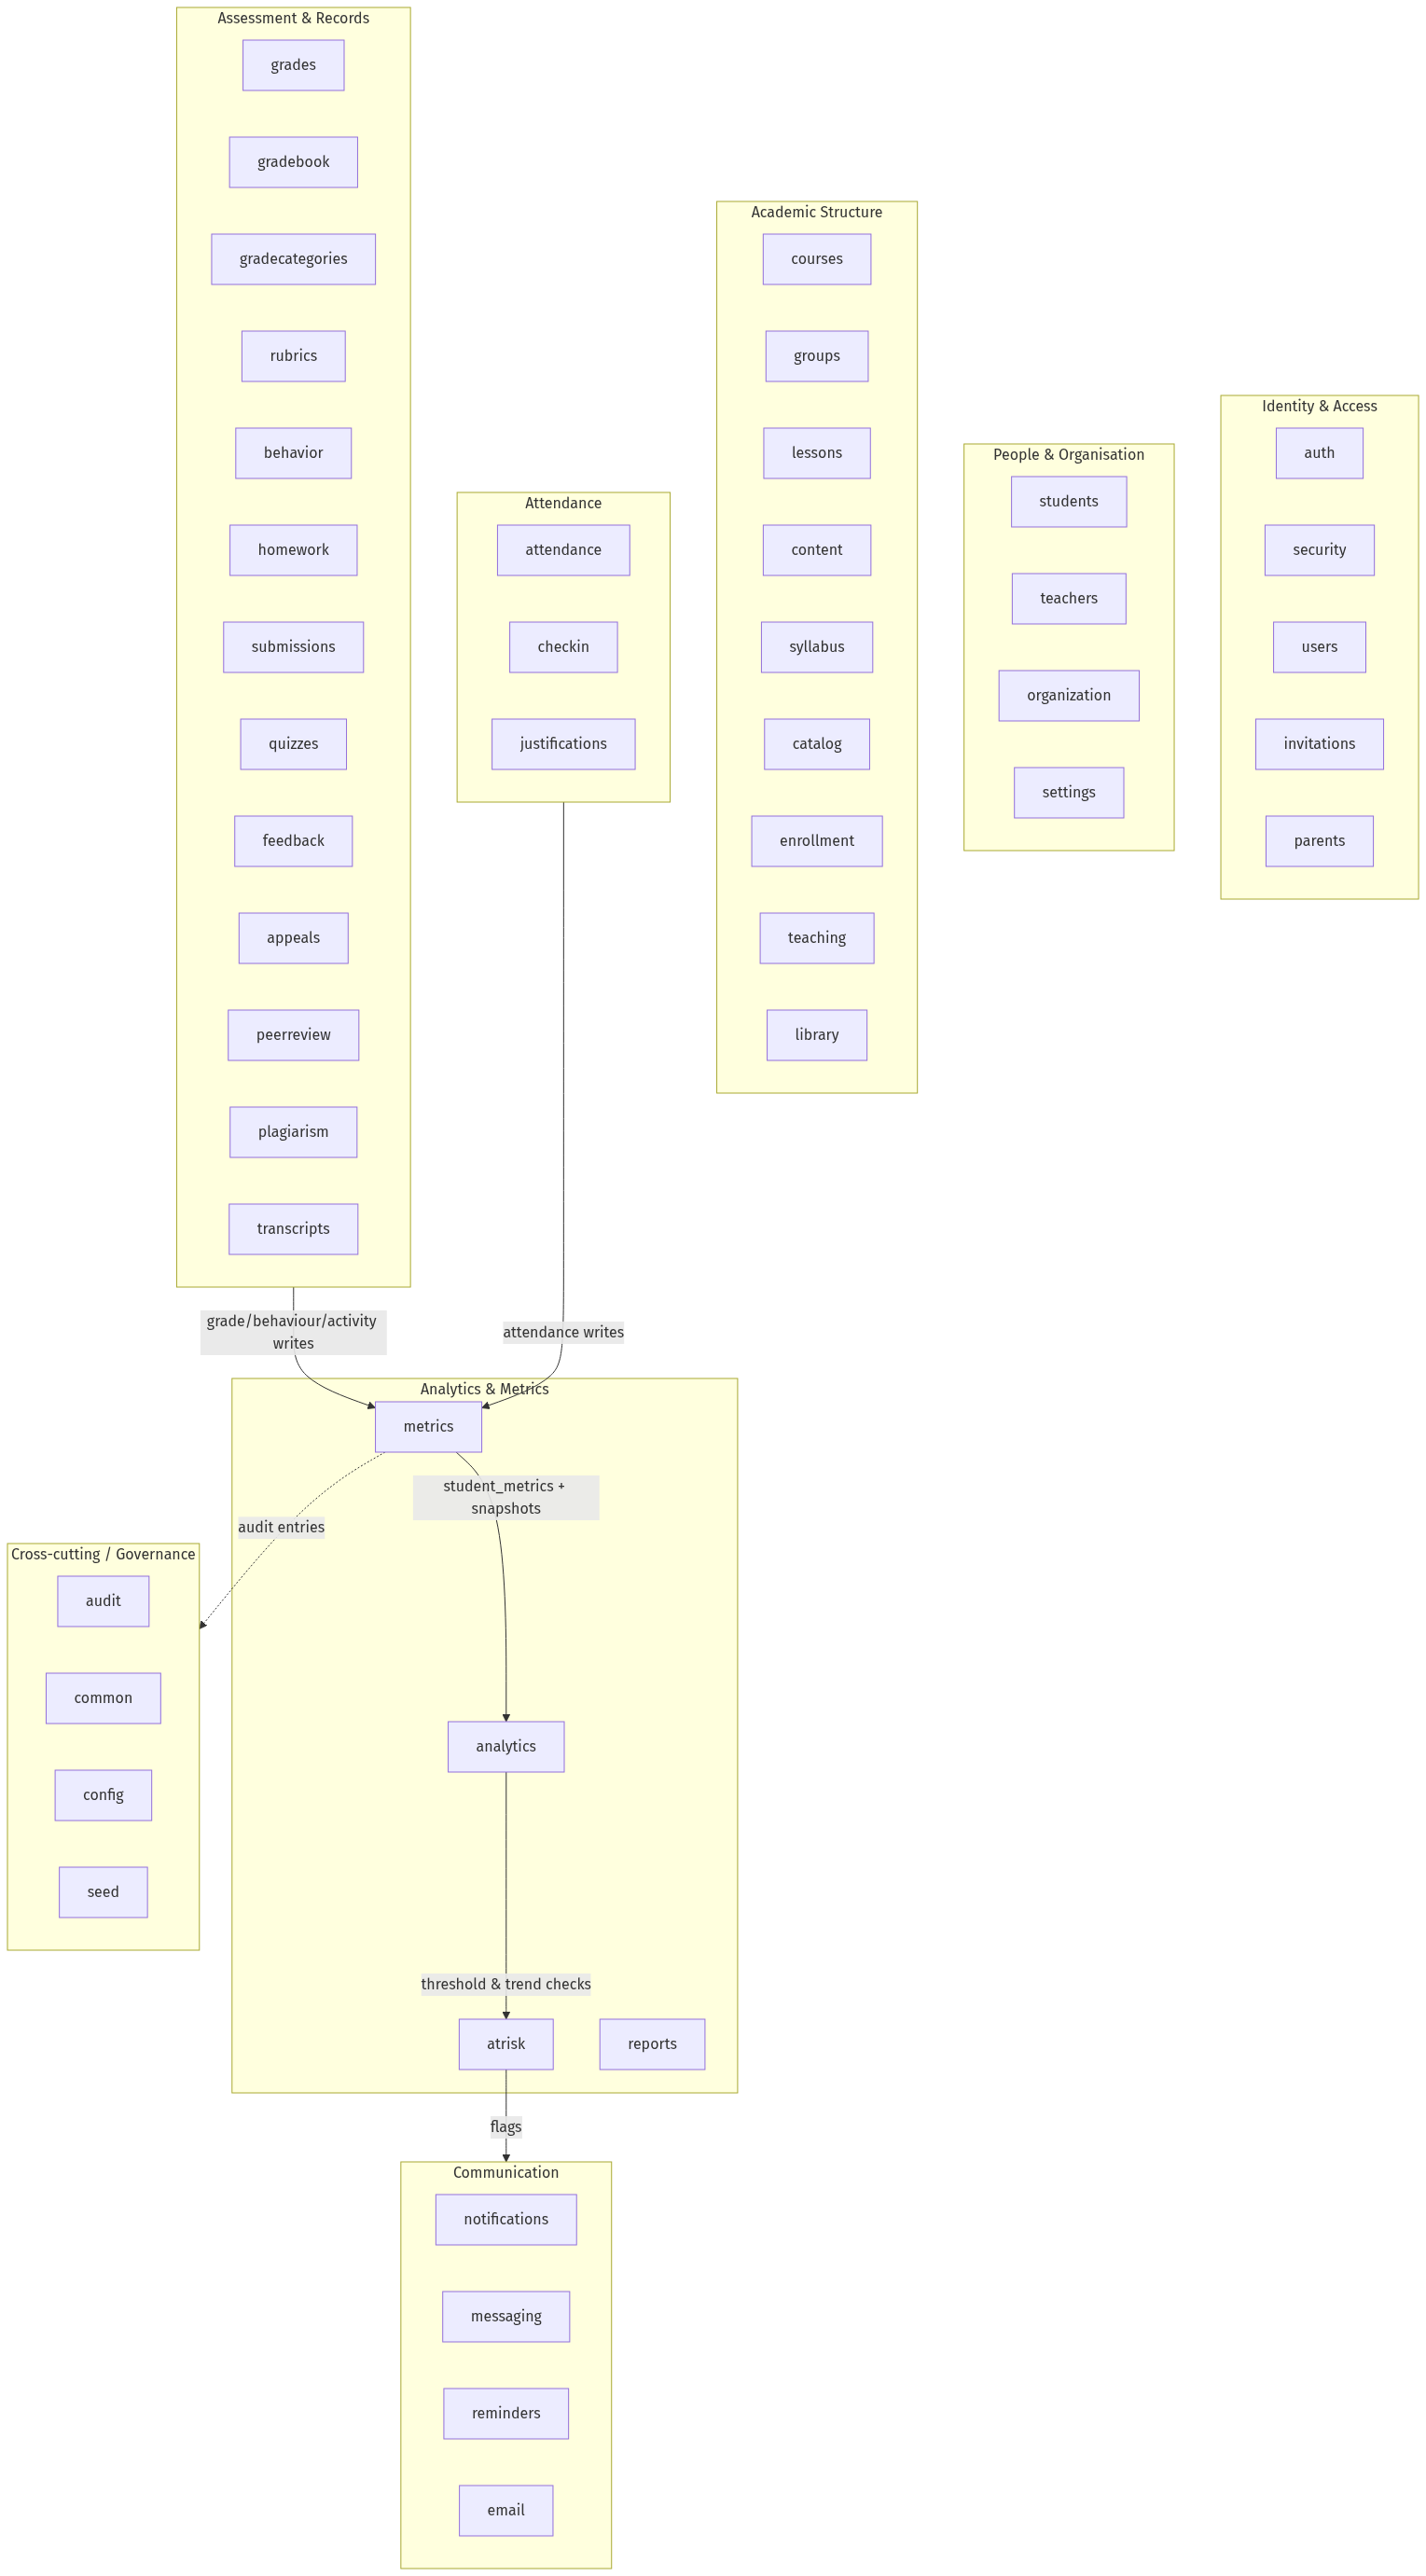 Assessment & Records
grades
gradebook
gradecategories
rubrics
behavior
homework
submissions
quizzes
feedback
appeals
peerreview
plagiarism
transcripts
Attendance
attendance
checkin
justifications
Academic Structure
courses
groups
lessons
content
syllabus
catalog
enrollment
teaching
library
People & Organisation
students
teachers
organization
settings
Identity & Access
auth
security
users
invitations
parents
grade/behaviour/activity
writes
attendance writes
Analytics & Metrics
metrics
student_metrics +
snapshots
audit entries
Cross-cutting / Governance
audit
common
config
seed
analytics
threshold & trend checks
atrisk
reports
flags
Communication
notifications
messaging
reminders
email